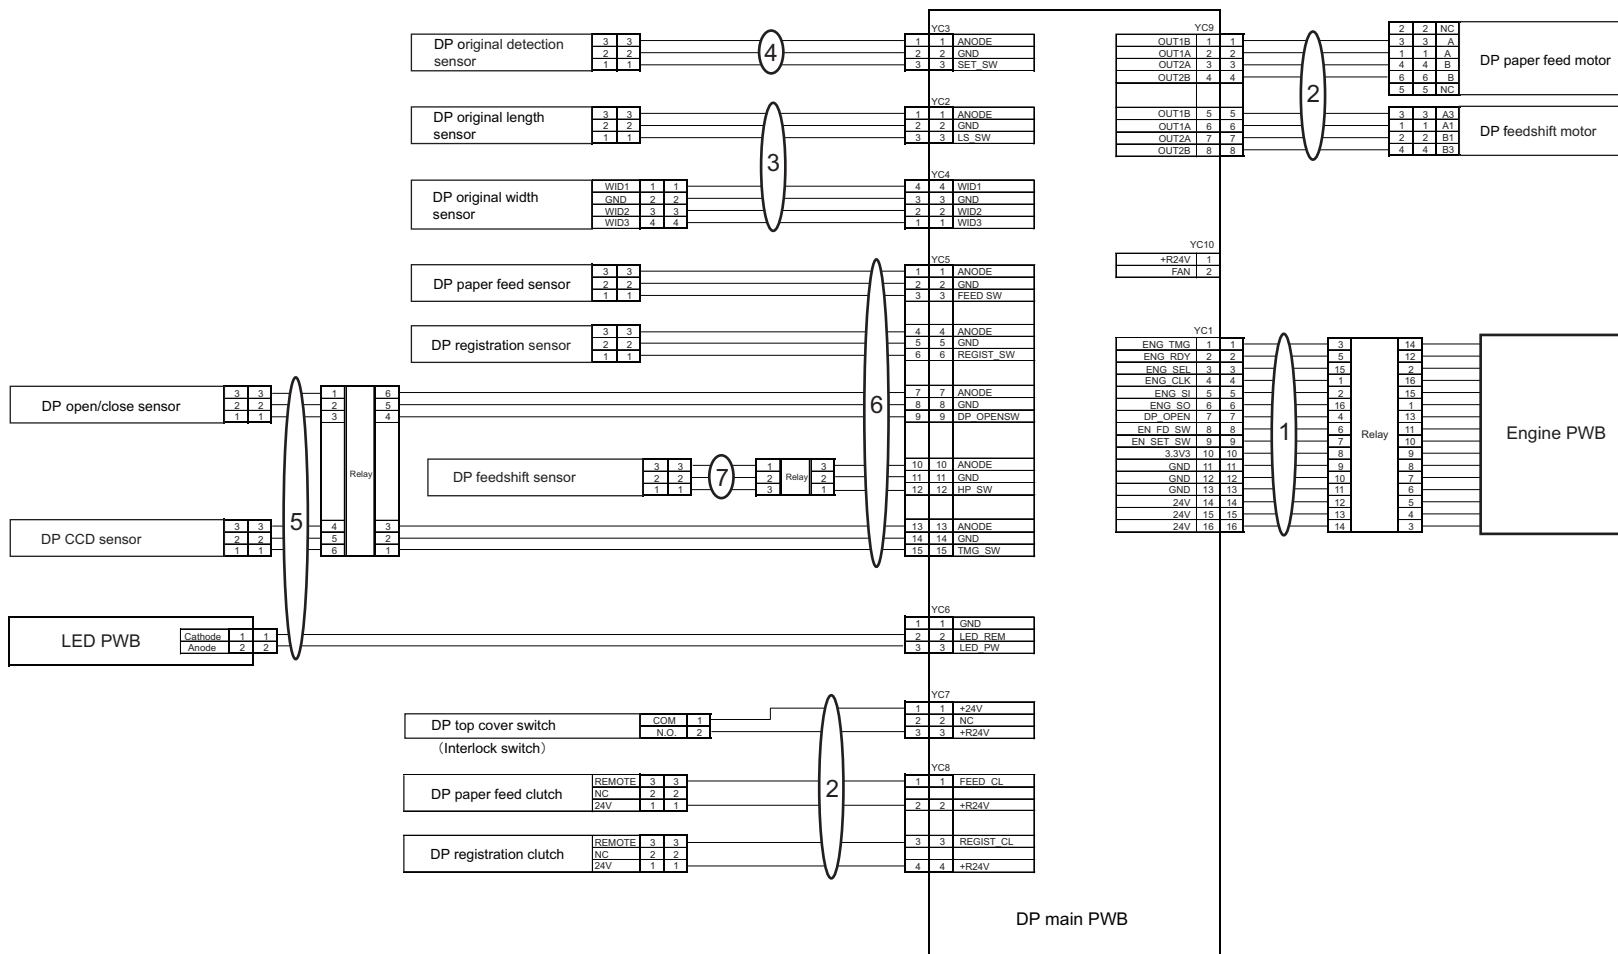 DP original detection
sensor
3 3
2 2
1 1
4
YC3
1 1 ANODE
2 2 GND
3 3 SET_SW
DP original length
sensor
3 3
2 2
1 1
YC2
1 1 ANODE
2 2 GND
3 3 LS_SW
3
DP original width
sensor
WID1 1 1
GND 2 2
WID2 3 3
WID3 4 4
YC4
4 4 WID1
3 3 GND
2 2 WID2
1 1 WID3
DP paper feed sensor
3 3
2 2
1 1
YC5
1 1 ANODE
2 2 GND
3 3 FEED SW
DP registration sensor
3 3
2 2
1 1
4 4 ANODE
5 5 GND
6 6 REGIST_SW
DP open/close sensor
3 3
2 2
1 1
1 6
2 5
3 4
6
7 7 ANODE
8 8 GND
9 9 DP_OPENSW
Relay
DP feedshift sensor
3 3
2 2
1 1
7
1 3
2 Relay 2
3 1
10 10 ANODE
11 11 GND
12 12 HP_SW
5
DP CCD sensor
3 3
2 2
1 1
4 3
5 2
6 1
13 13 ANODE
14 14 GND
15 15 TMG_SW
LED PWB
Cathode 1 1
Anode 2 2
YC6
1 1 GND
2 2 LED_REM
3 3 LED_PW
DP top cover switch
(Interlock switch)
COM 1
N.O. 2
YC7
1 1 +24V
2 2 NC
3 3 +R24V
2
DP paper feed clutch
REMOTE 3 3
NC 2 2
24V 1 1
YC8
1 1 FEED_CL
2 2 +R24V
DP registration clutch
REMOTE 3 3
NC 2 2
24V 1 1
3 3 REGIST_CL
4 4 +R24V
DP main PWB
YC9
OUT1B 1 1
OUT1A 2 2
OUT2A 3 3
OUT2B 4 4
OUT1B 5 5
OUT1A 6 6
OUT2A 7 7
OUT2B 8 8
2
2 2 NC
3 3 A
1 1 A
4 4 B
6 6 B
5 5 NC
DP paper feed motor
3 3 A3
1 1 A1
2 2 B1
4 4 B3
DP feedshift motor
YC10
+R24V 1
FAN 2
YC1
ENG_TMG 1 1
ENG_RDY 2 2
ENG_SEL 3 3
ENG_CLK 4 4
ENG_SI 5 5
ENG_SO 6 6
DP_OPEN 7 7
EN_FD_SW 8 8
EN_SET_SW 9 9
3.3V3 10 10
GND 11 11
GND 12 12
GND 13 13
24V 14 14
24V 15 15
24V 16 16
1
3 14
5 12
15 2
1 16
2 15
16 1
4 13
6 11
7 10
8 9
9 8
10 7
11 6
12 5
13 4
14 3
Relay
Engine PWB